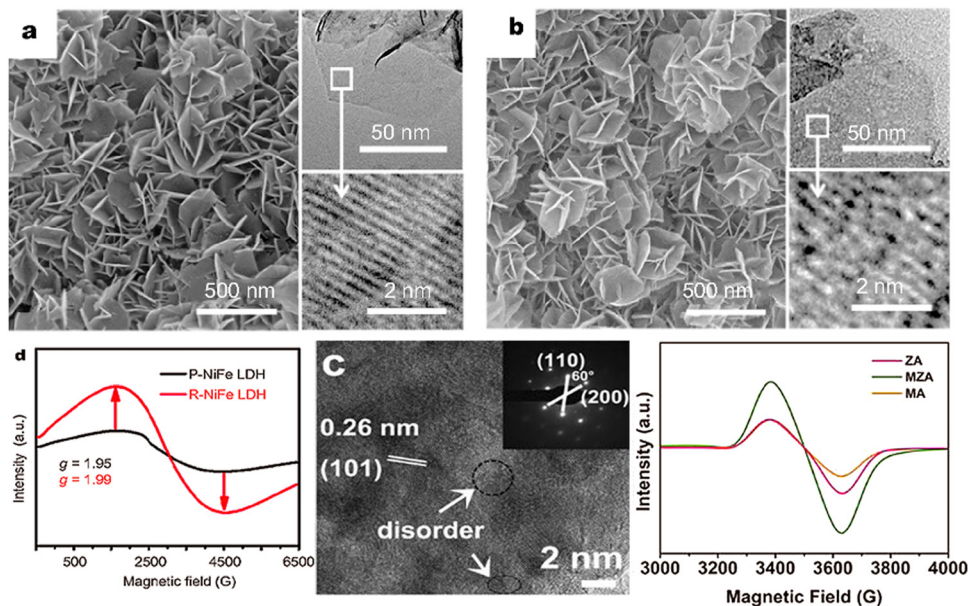 a
50 nm
500 nm
2 nm
b
50 nm
500 nm
2 nm
d
P-NiFe LDH
R-NiFe LDH
g = 1.95
g = 1.99
Intensity (a.u.)
500 2500 4500 6500
Magnetic field (G)
c
(110)
60°
(200)
0.26 nm
(101)
disorder
2 nm
ZA
MZA
MA
Intensity (a.u.)
3000 3200 3400 3600 3800 4000
Magnetic Field (G)